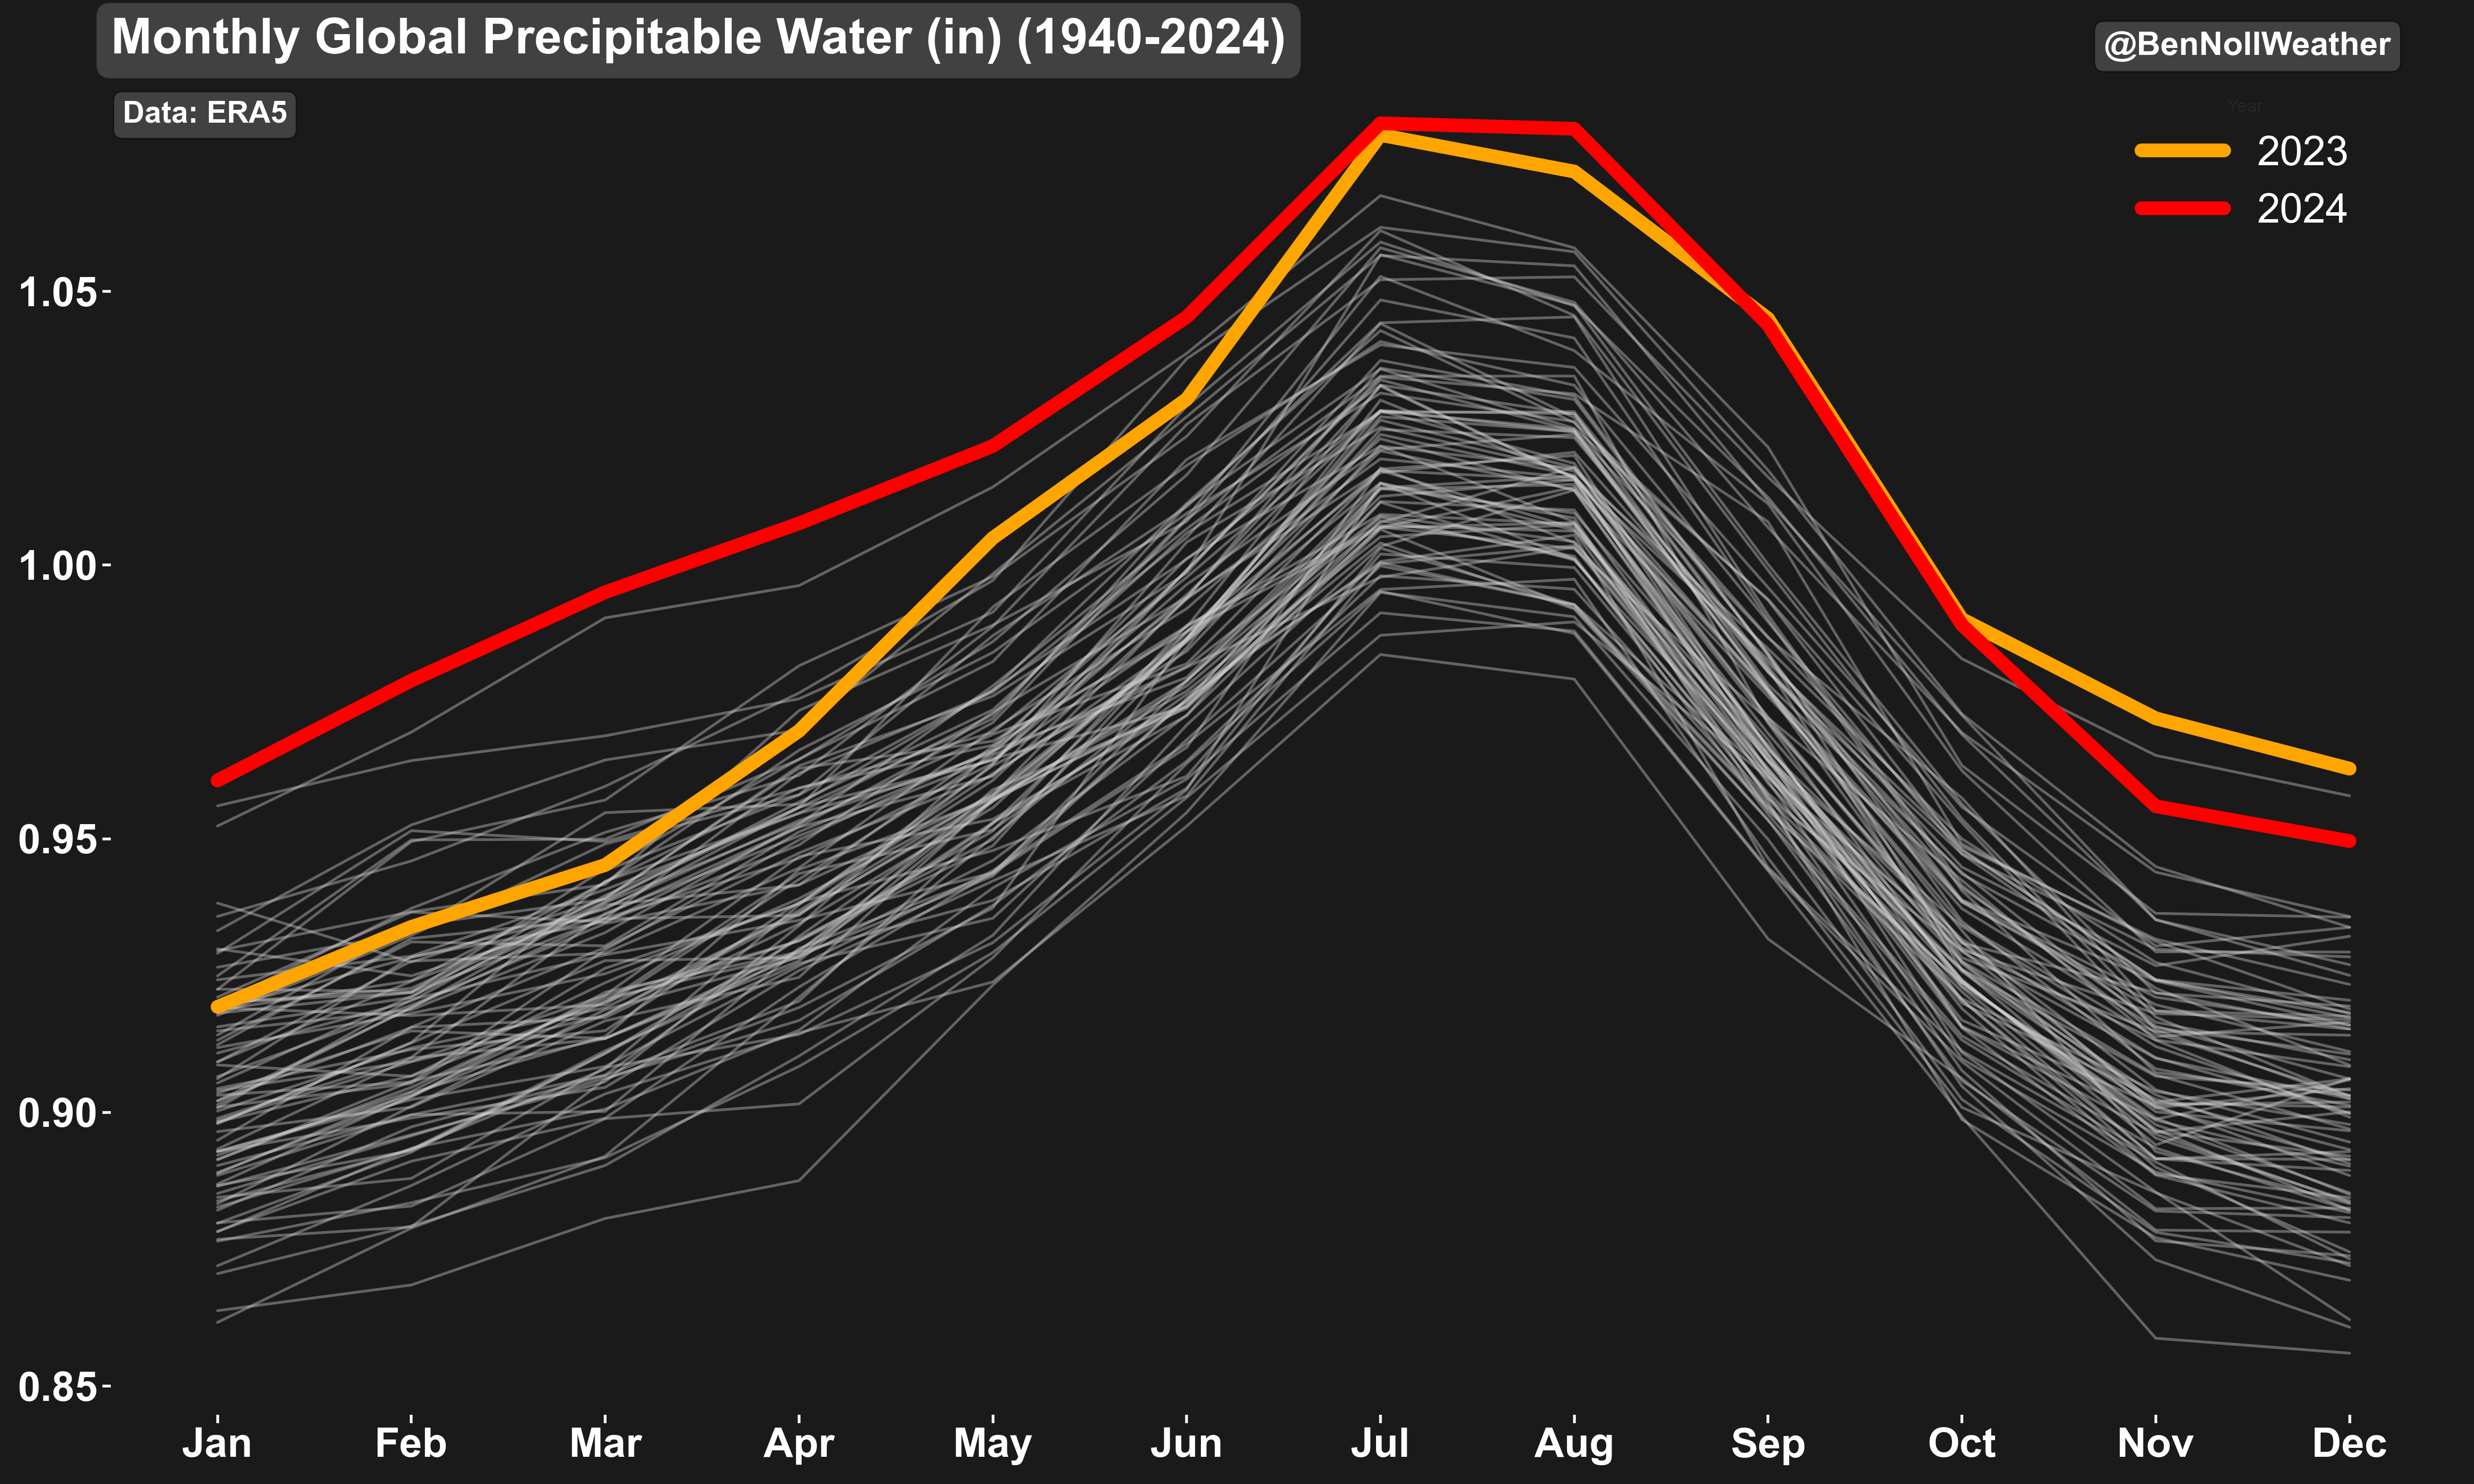 Monthly Global Precipitable Water (in) (1940-2024)
@BenNollWeather
Data: ERA5
Year
2023
2024
1.05
1.00
0.95
0.90
0.85
Jan Feb Mar Apr May Jun Jul Aug Sep Oct Nov Dec